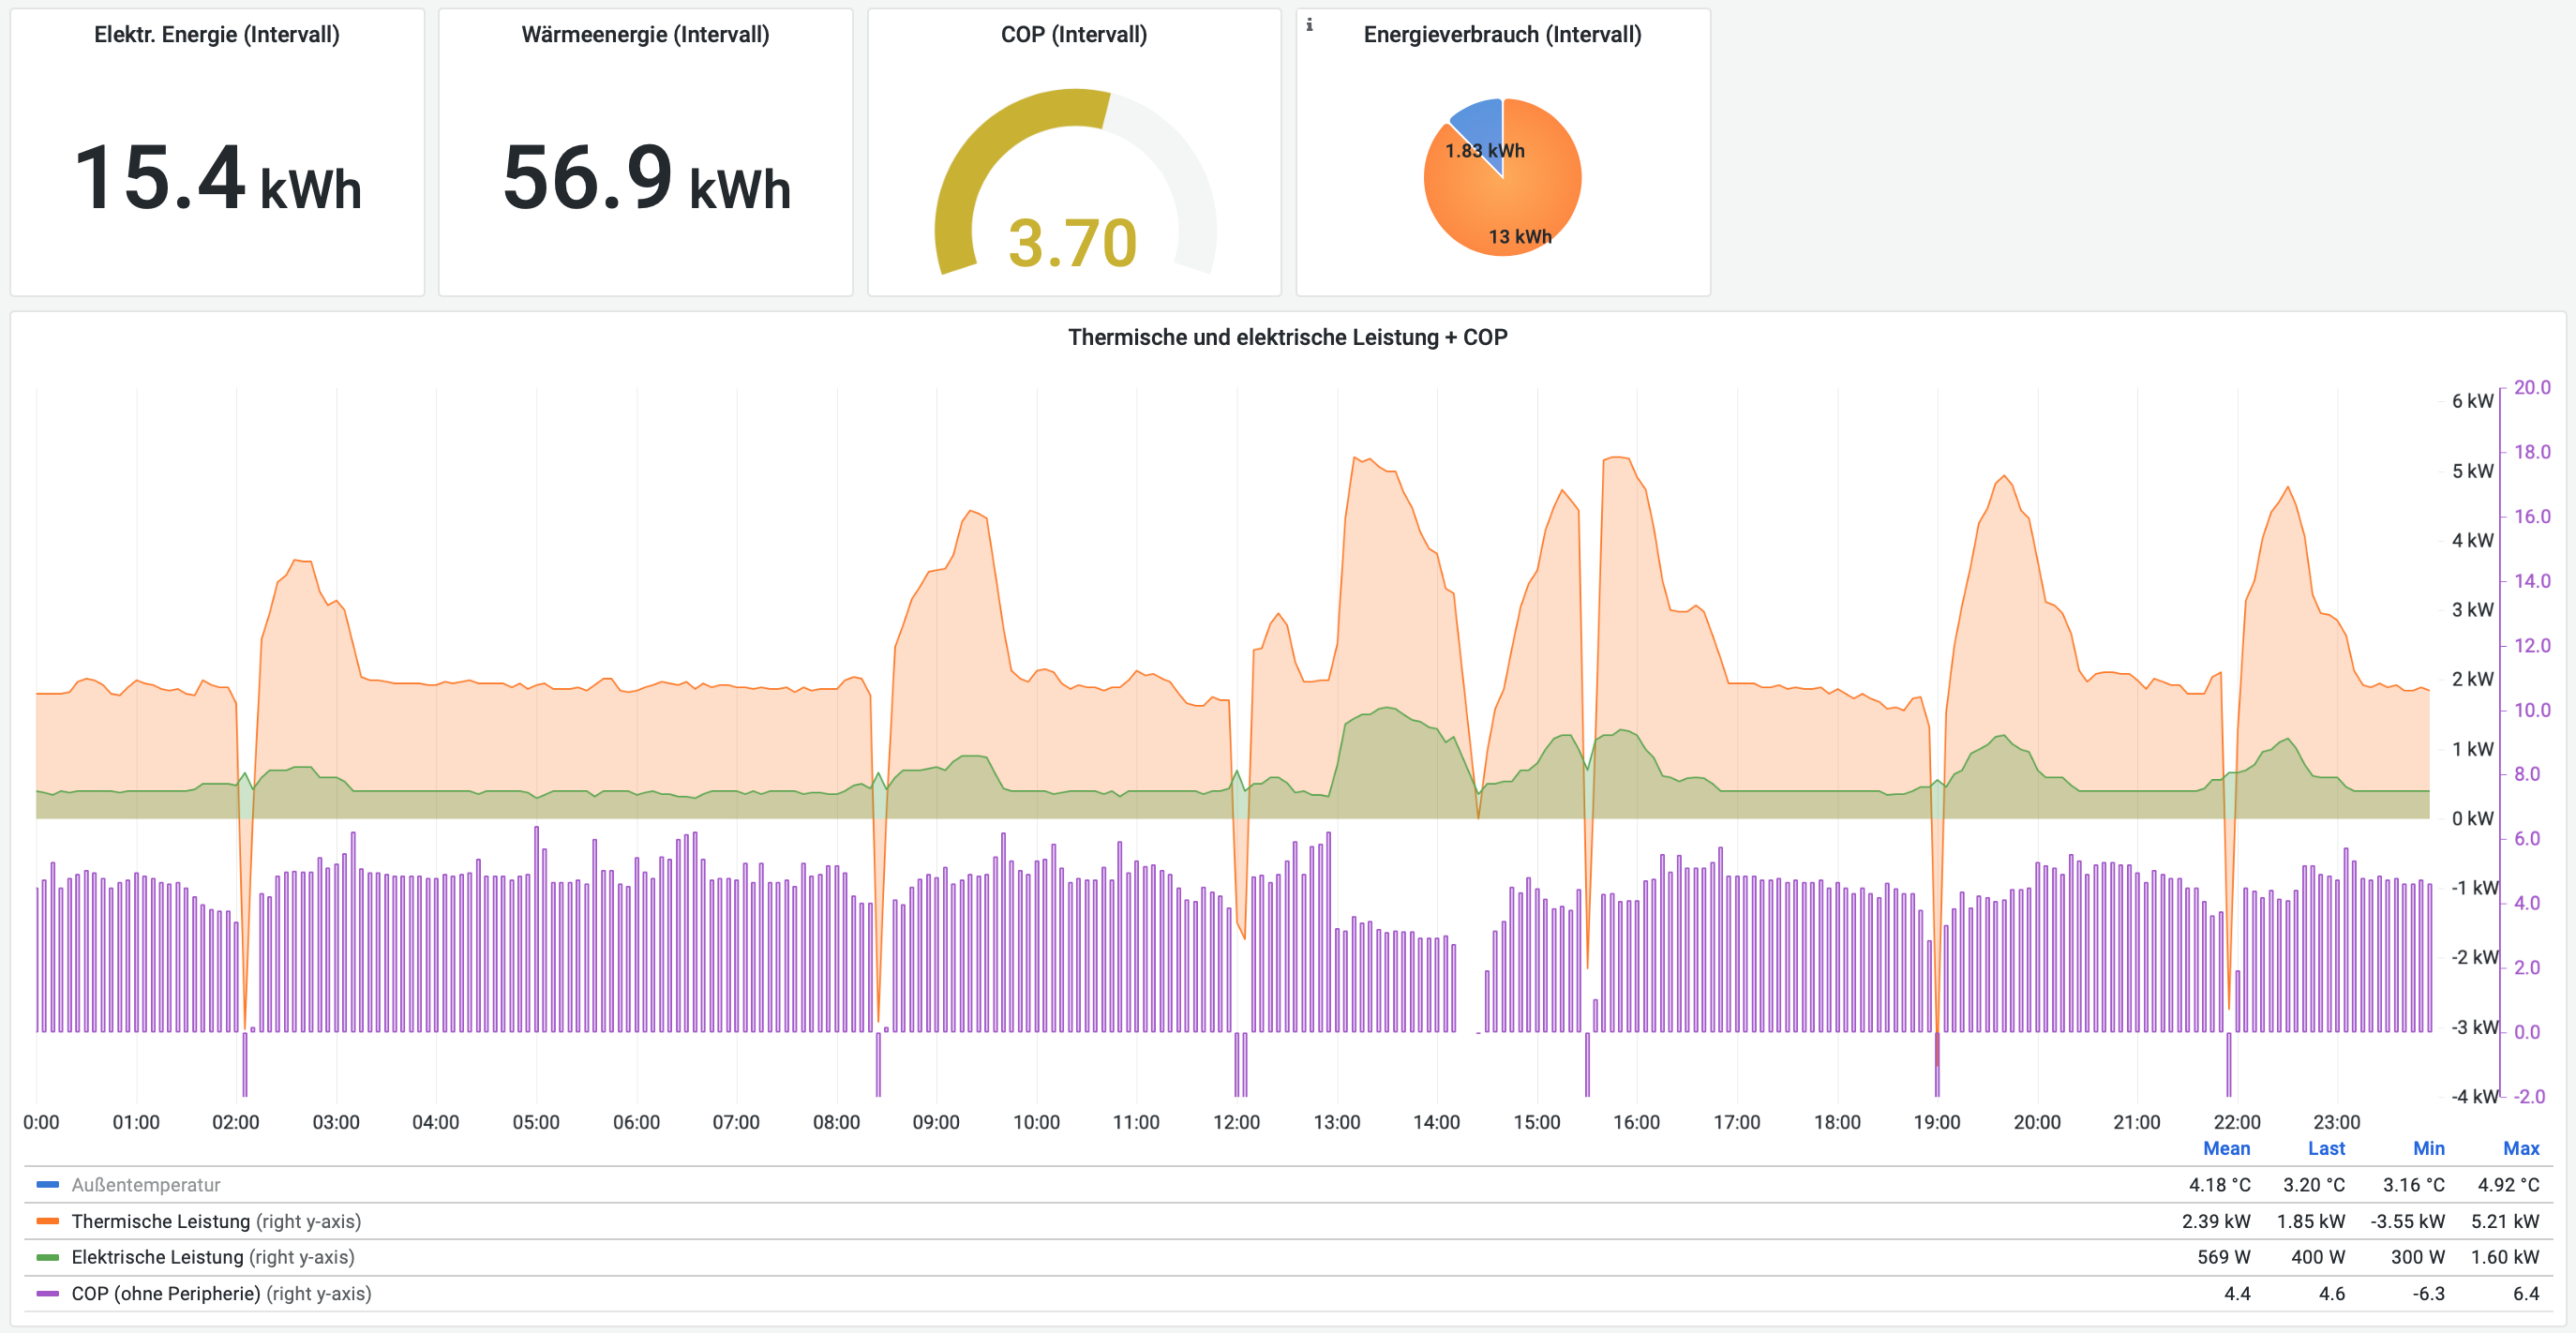 Elektr. Energie (Intervall)
15.4 kWh
Wärmeenergie (Intervall)
56.9 kWh
COP (Intervall)
3.70
i
Energieverbrauch (Intervall)
1.83 kWh
13 kWh
Thermische und elektrische Leistung + COP
6 kW
5 kW
4 kW
3 kW
2 kW
1 kW
0 kW
-1 kW
-2 kW
-3 kW
-4 kW
20.0
18.0
16.0
14.0
12.0
10.0
8.0
6.0
4.0
2.0
0.0
-2.0
0:00 01:00 02:00 03:00 04:00 05:00 06:00 07:00 08:00 09:00 10:00 11:00 12:00 13:00 14:00 15:00 16:00 17:00 18:00 19:00 20:00 21:00 22:00 23:00
Mean Last Min Max
Außentemperatur 4.18 °C 3.20 °C 3.16 °C 4.92 °C
Thermische Leistung (right y-axis) 2.39 kW 1.85 kW -3.55 kW 5.21 kW
Elektrische Leistung (right y-axis) 569 W 400 W 300 W 1.60 kW
COP (ohne Peripherie) (right y-axis) 4.4 4.6 -6.3 6.4